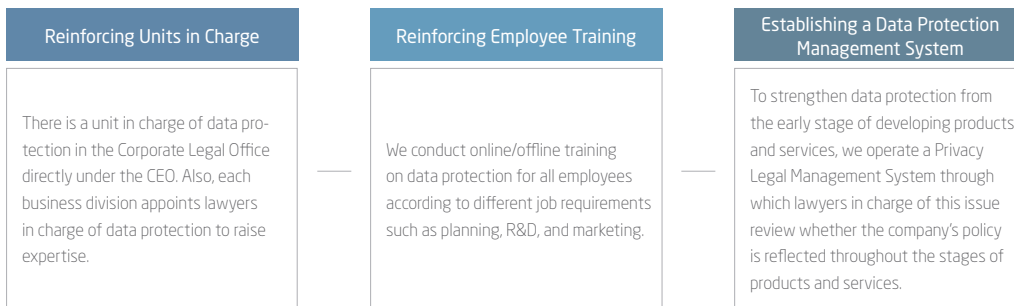 Reinforcing Units in Charge
There is a unit in charge of data pro-
tection in the Corporate Legal Office
directly under the CEO. Also, each
business division appoints lawyers
in charge of data protection to raise
expertise.
Reinforcing Employee Training
We conduct online/offline training
on data protection for all employees
according to different job requirements
such as planning, R&D, and marketing.
Establishing a Data Protection
Management System
To strengthen data protection from
the early stage of developing products
and services, we operate a Privacy
Legal Management System through
which lawyers in charge of this issue
review whether the company's policy
is reflected throughout the stages of
products and services.